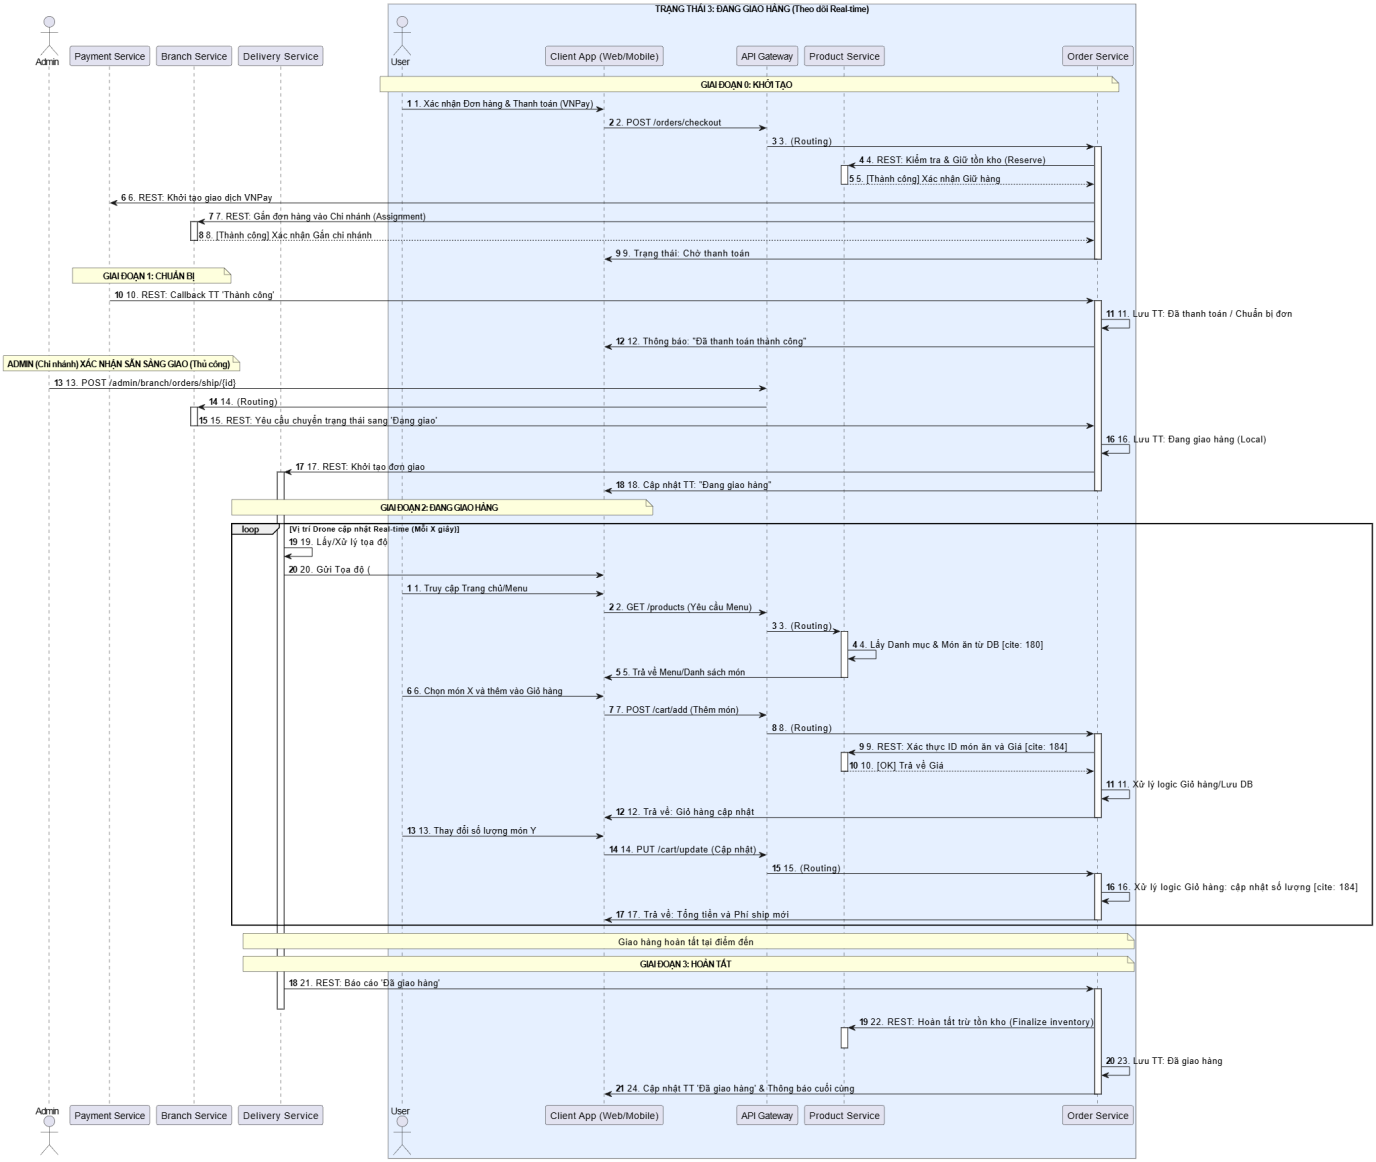 TRẠNG THÁI 3: ĐANG GIAO HÀNG (Theo dõi Real-time)
Admin
Payment Service
Branch Service
Delivery Service
User
Client App (Web/Mobile)
API Gateway
Product Service
Order Service
GIAI ĐOẠN 0: KHỞI TẠO
1 1. Xác nhận Đơn hàng & Thanh toán (VNPay)
2 2. POST /orders/checkout
3 3. (Routing)
4 4. REST: Kiểm tra & Giữ tồn kho (Reserve)
5 5. [Thành công] Xác nhận Giữ hàng
6 6. REST: Khởi tạo giao dịch VNPay
7 7. REST: Gắn đơn hàng vào Chi nhánh (Assignment)
8 8. [Thành công] Xác nhận Gắn chi nhánh
9 9. Trạng thái: Chờ thanh toán
GIAI ĐOẠN 1: CHUẨN BỊ
10 10. REST: Callback TT 'Thành công'
11 11. Lưu TT: Đã thanh toán / Chuẩn bị đơn
12 12. Thông báo: "Đã thanh toán thành công"
ADMIN (Chi nhánh) XÁC NHẬN SẴN SÀNG GIAO (Thủ công)
13 13. POST /admin/branch/orders/ship/{id}
14 14. (Routing)
15 15. REST: Yêu cầu chuyển trạng thái sang 'Đang giao'
16 16. Lưu TT: Đang giao hàng (Local)
17 17. REST: Khởi tạo đơn giao
18 18. Cập nhật TT: "Đang giao hàng"
GIAI ĐOẠN 2: ĐANG GIAO HÀNG
loop [Vị trí Drone cập nhật Real-time (Mỗi X giây)]
19 19. Lấy/Xử lý tọa độ
20 20. Gửi Tọa độ (
1 1. Truy cập Trang chủ/Menu
2 2. GET /products (Yêu cầu Menu)
3 3. (Routing)
4 4. Lấy Danh mục & Món ăn từ DB [cite: 180]
5 5. Trả về Menu/Danh sách món
6 6. Chọn món X và thêm vào Giỏ hàng
7 7. POST /cart/add (Thêm món)
8 8. (Routing)
9 9. REST: Xác thực ID món ăn và Giá [cite: 184]
10 10. [OK] Trả về Giá
11 11. Xử lý logic Giỏ hàng/Lưu DB
12 12. Trả về: Giỏ hàng cập nhật
13 13. Thay đổi số lượng món Y
14 14. PUT /cart/update (Cập nhật)
15 15. (Routing)
16 16. Xử lý logic Giỏ hàng: cập nhật số lượng [cite: 184]
17 17. Trả về: Tổng tiền và Phí ship mới
Giao hàng hoàn tất tại điểm đến
GIAI ĐOẠN 3: HOÀN TẤT
18 21. REST: Báo cáo 'Đã giao hàng'
19 22. REST: Hoàn tất trừ tồn kho (Finalize inventory)
20 23. Lưu TT: Đã giao hàng
21 24. Cập nhật TT 'Đã giao hàng' & Thông báo cuối cùng
Admin
Payment Service
Branch Service
Delivery Service
User
Client App (Web/Mobile)
API Gateway
Product Service
Order Service